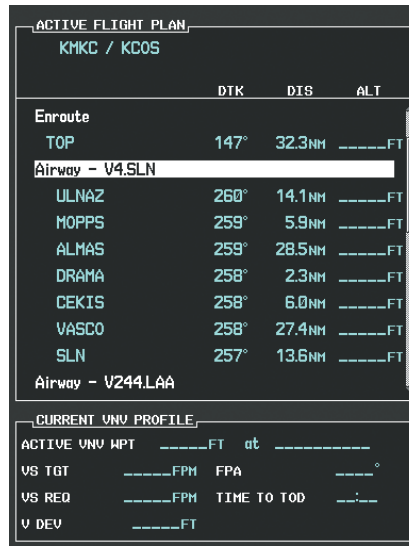 ACTIVE FLIGHT PLAN
KMKC / KCOS
DTK DIS ALT
Enroute
TOP 147° 32.3NM _____FT
Airway - V4.SLN
ULNAZ 260° 14.1NM _____FT
MOPPS 259° 5.9NM _____FT
ALMAS 259° 28.5NM _____FT
DRAMA 258° 2.3NM _____FT
CEKIS 258° 6.0NM _____FT
VASCO 258° 27.4NM _____FT
SLN 257° 13.6NM _____FT
Airway - V244.LAA
CURRENT VNV PROFILE
ACTIVE VNV WPT _____FT at __________
VS TGT _____FPM FPA ____°
VS REQ _____FPM TIME TO TOD __:__
V DEV _____FT